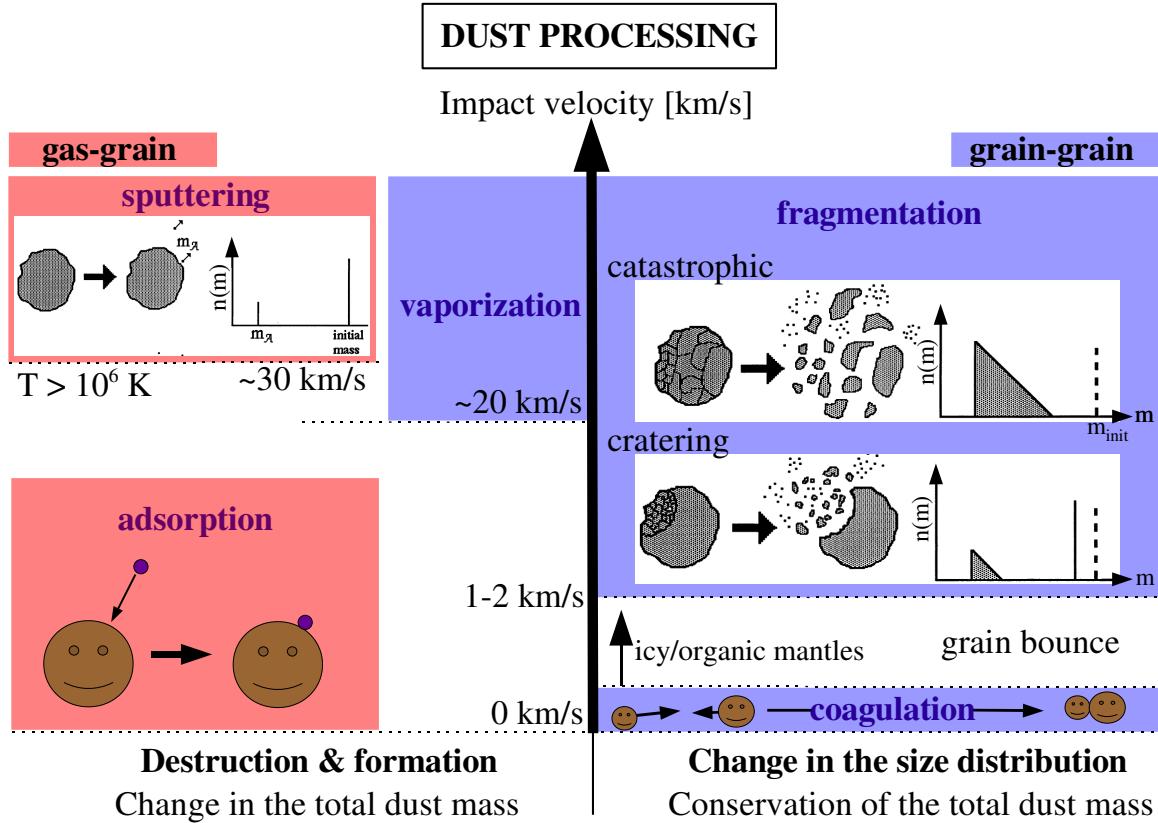 DUST PROCESSING
Impact velocity [km/s]
gas-grain
grain-grain
sputtering
m𝒜
n(m)
m𝒜
initial
mass
T > 10⁶ K
~30 km/s
vaporization
~20 km/s
fragmentation
catastrophic
n(m)
m
m_init
cratering
n(m)
m
adsorption
1-2 km/s
icy/organic mantles
grain bounce
0 km/s
coagulation
Destruction & formation
Change in the total dust mass
Change in the size distribution
Conservation of the total dust mass